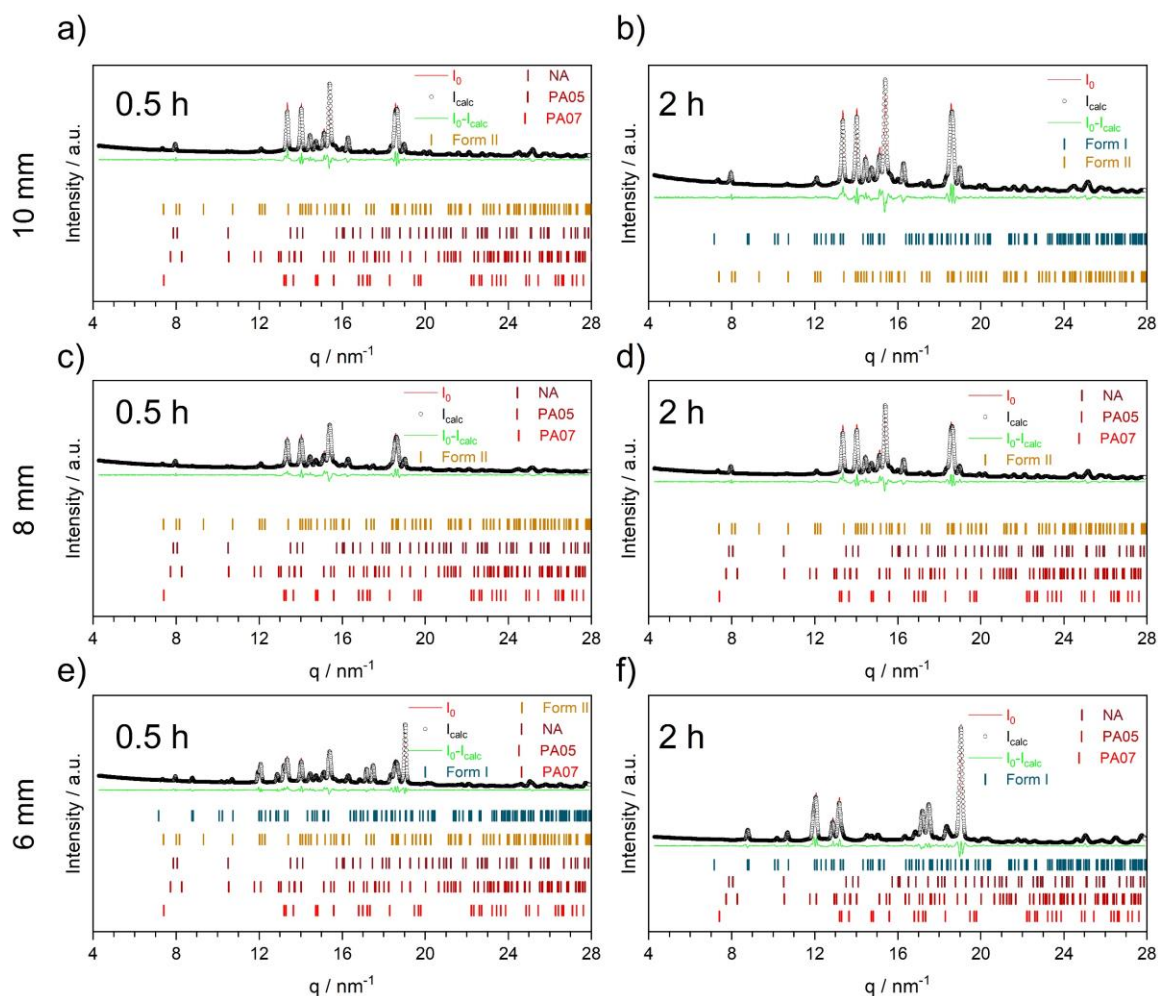 a)
0.5 h
I0
Icalc
I0-Icalc
Form II
NA
PA05
PA07
10 mm
Intensity / a.u.
4 8 12 16 20 24 28
q / nm-1
b)
2 h
I0
Icalc
I0-Icalc
Form I
Form II
Intensity / a.u.
4 8 12 16 20 24 28
q / nm-1
c)
0.5 h
I0
Icalc
I0-Icalc
Form II
NA
PA05
PA07
8 mm
Intensity / a.u.
4 8 12 16 20 24 28
q / nm-1
d)
2 h
I0
Icalc
I0-Icalc
Form II
NA
PA05
PA07
Intensity / a.u.
4 8 12 16 20 24 28
q / nm-1
e)
0.5 h
I0
Icalc
I0-Icalc
Form I
Form II
NA
PA05
PA07
6 mm
Intensity / a.u.
4 8 12 16 20 24 28
q / nm-1
f)
2 h
I0
Icalc
I0-Icalc
Form I
NA
PA05
PA07
Intensity / a.u.
4 8 12 16 20 24 28
q / nm-1